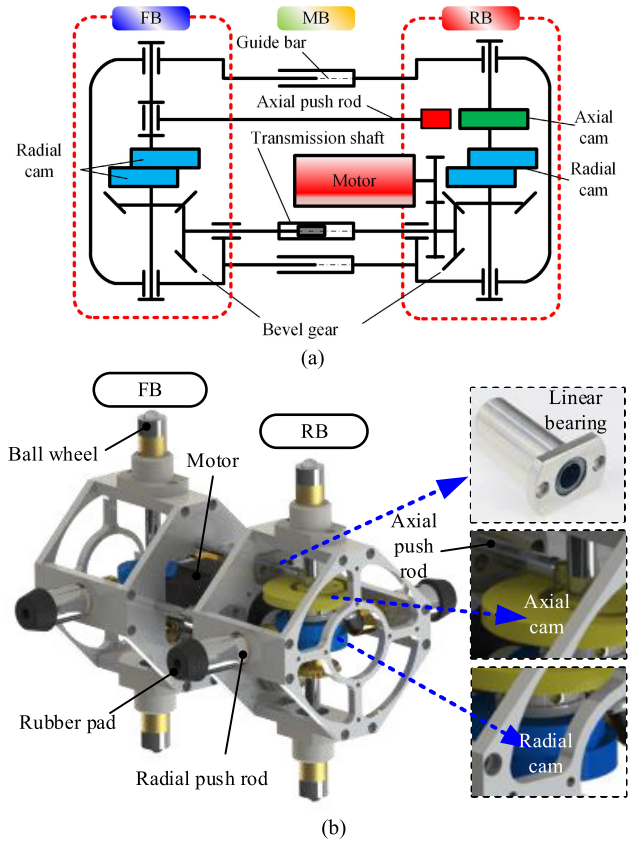 FB
MB
RB
Guide bar
Axial push rod
Transmission shaft
Radial
cam
Axial
cam
Radial
cam
Motor
Bevel gear
(a)
FB
RB
Ball wheel
Motor
Linear
bearing
Axial
push
rod
Axial
cam
Rubber pad
Radial push rod
Radial
cam
(b)